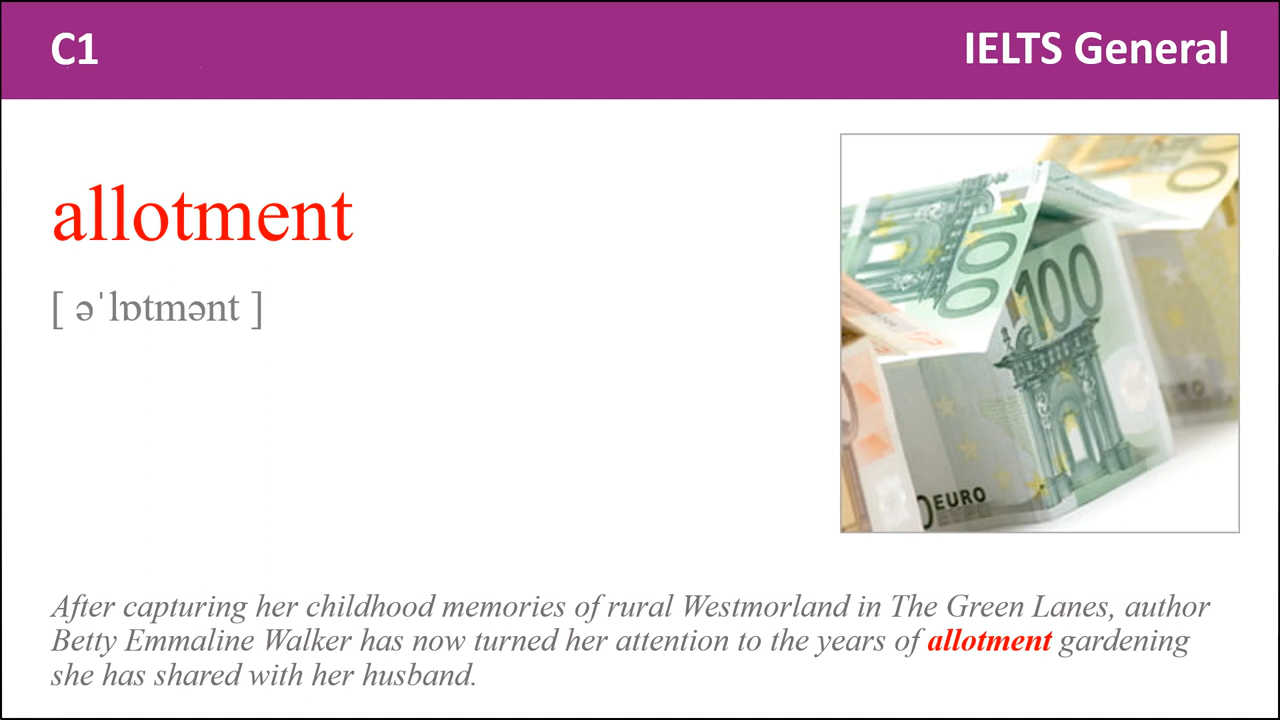 C1
IELTS General
allotment
[ əˈlɒtmənt ]
100
100
0
EURO
After capturing her childhood memories of rural Westmorland in The Green Lanes, author
Betty Emmaline Walker has now turned her attention to the years of allotment gardening
she has shared with her husband.